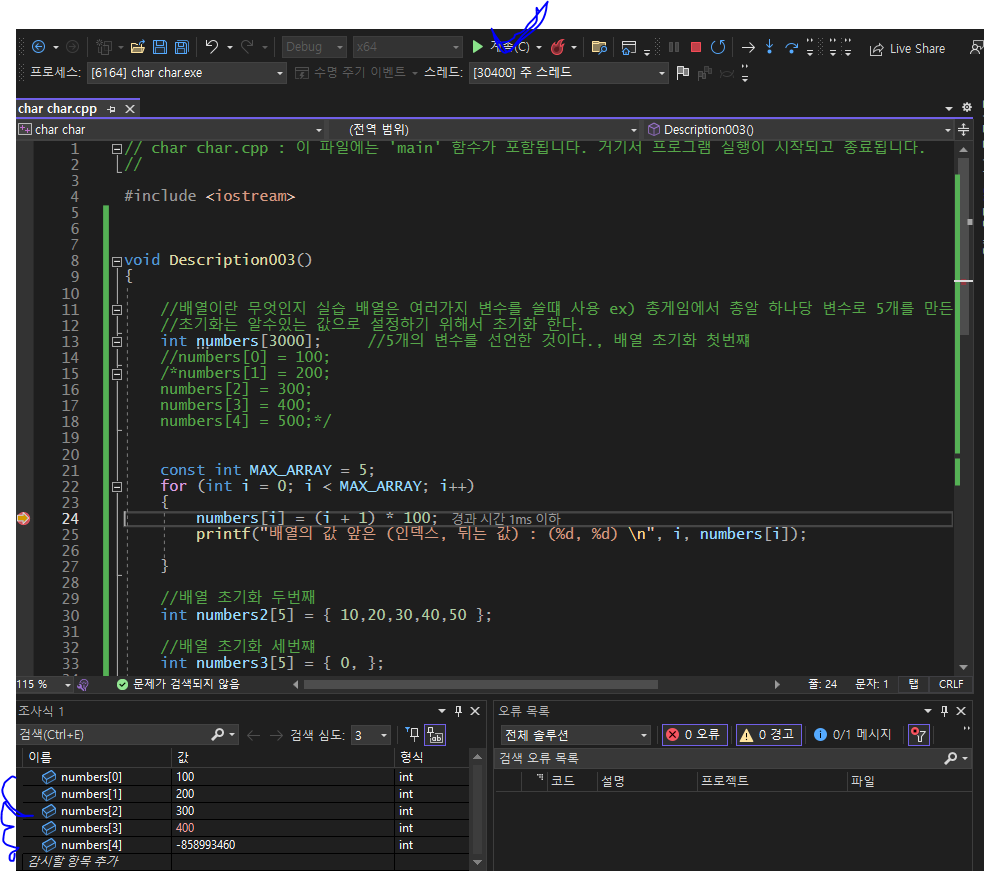 Debug x64 계속(C) Live Share
프로세스: [6164] char char.exe 수명 주기 이벤트 스레드: [30400] 주 스레드
char char.cpp
char char (전역 범위) Description003()
1 // char char.cpp : 이 파일에는 'main' 함수가 포함됩니다. 거기서 프로그램 실행이 시작되고 종료됩니다.
2 //
3
4 #include <iostream>
5
6
7
8 void Description003()
9 {
10
11 //배열이란 무엇인지 실습 배열은 여러가지 변수를 쓸때 사용 ex) 총게임에서 총알 하나당 변수로 5개를 만든
12 //초기화는 알수있는 값으로 설정하기 위해서 초기화 한다.
13 int numbers[3000]; //5개의 변수를 선언한 것이다., 배열 초기화 첫번째
14 //numbers[0] = 100;
15 /*numbers[1] = 200;
16 numbers[2] = 300;
17 numbers[3] = 400;
18 numbers[4] = 500;*/
19
20
21 const int MAX_ARRAY = 5;
22 for (int i = 0; i < MAX_ARRAY; i++)
23 {
24 numbers[i] = (i + 1) * 100; 경과 시간 1ms 이하
25 printf("배열의 값 앞은 (인덱스, 뒤는 값) : (%d, %d) \n", i, numbers[i]);
26
27 }
28
29 //배열 초기화 두번째
30 int numbers2[5] = { 10,20,30,40,50 };
31
32 //배열 초기화 세번째
33 int numbers3[5] = { 0, };
115 % 문제가 검색되지 않음 줄: 24 문자: 1 탭 CRLF
조사식 1
검색(Ctrl+E) 검색 심도: 3
이름 값 형식
numbers[0] 100 int
numbers[1] 200 int
numbers[2] 300 int
numbers[3] 400 int
numbers[4] -858993460 int
감시할 항목 추가
오류 목록
전체 솔루션 0 오류 0 경고 0/1 메시지
검색 오류 목록
코드 설명 프로젝트 파일